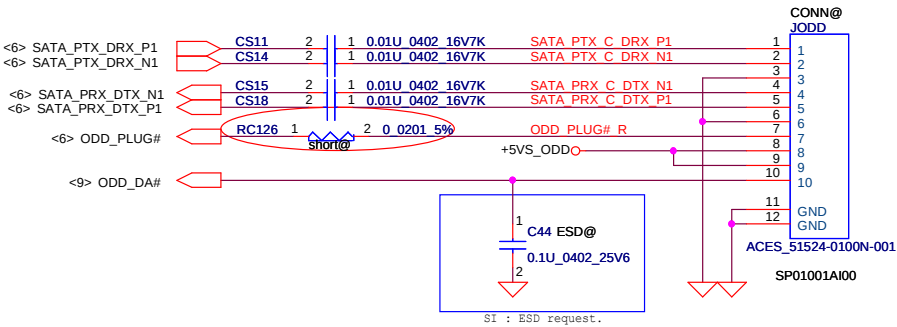 CONN@
JODD
<6> SATA_PTX_DRX_P1 CS11 2 1 0.01U_0402_16V7K SATA_PTX_C_DRX_P1 1 1
<6> SATA_PTX_DRX_N1 CS14 2 1 0.01U_0402_16V7K SATA_PTX_C_DRX_N1 2 2
3 3
<6> SATA_PRX_DTX_N1 CS15 2 1 0.01U_0402_16V7K SATA_PRX_C_DTX_N1 4 4
<6> SATA_PRX_DTX_P1 CS18 2 1 0.01U_0402_16V7K SATA_PRX_C_DTX_P1 5 5
6 6
<6> ODD_PLUG# RC126 1 2 0_0201_5% ODD_PLUG#_R 7 7
short@
+5VS_ODD 8 8
9 9
<9> ODD_DA# 10 10
11 GND
12 GND
1
C44 ESD@
0.1U_0402_25V6
2
ACES_51524-0100N-001
SP01001AI00
SI : ESD request.